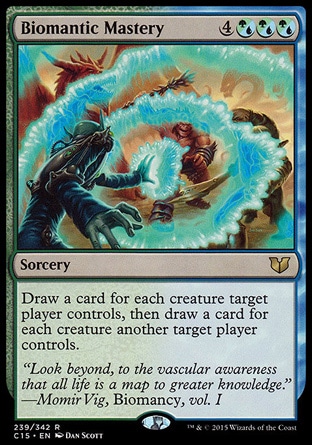 Biomantic Mastery 4
Sorcery
Draw a card for each creature target
player controls, then draw a card for
each creature another target player
controls.
“Look beyond, to the vascular awareness
that all life is a map to greater knowledge.”
—Momir Vig, Biomancy, vol. I
239/342 R
C15 • EN DAN SCOTT
™ & © 2015 Wizards of the Coast